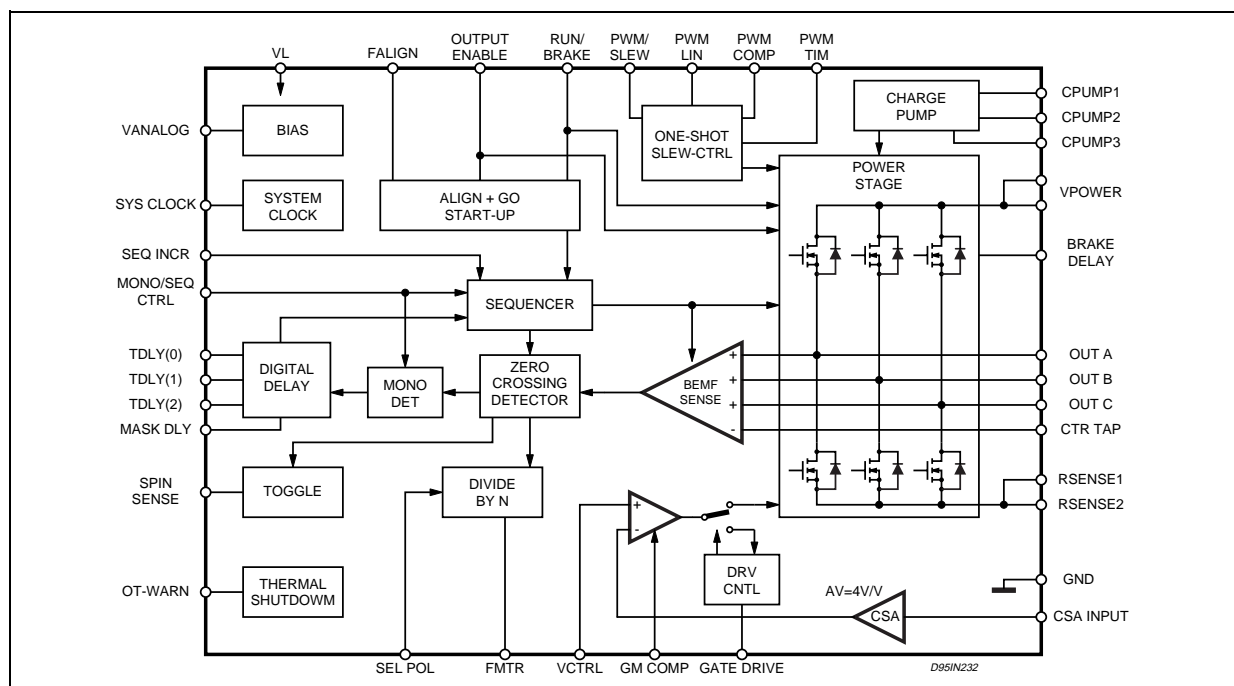 VL
FALIGN
OUTPUT
ENABLE
RUN/
BRAKE
PWM/
SLEW
PWM
LIN
PWM
COMP
PWM
TIM
VANALOG
BIAS
ONE-SHOT
SLEW-CTRL
CHARGE
PUMP
CPUMP1
CPUMP2
CPUMP3
SYS CLOCK
SYSTEM
CLOCK
ALIGN + GO
START-UP
POWER
STAGE
VPOWER
SEQ INCR
BRAKE
DELAY
MONO/SEQ
CTRL
SEQUENCER
TDLY(0)
TDLY(1)
TDLY(2)
MASK DLY
DIGITAL
DELAY
MONO
DET
ZERO
CROSSING
DETECTOR
BEMF
SENSE
+
+
+
-
OUT A
OUT B
OUT C
CTR TAP
SPIN
SENSE
TOGGLE
DIVIDE
BY N
+
-
RSENSE1
RSENSE2
OT-WARN
THERMAL
SHUTDOWM
DRV
CNTL
AV=4V/V
CSA
GND
CSA INPUT
SEL POL
FMTR
VCTRL
GM COMP
GATE DRIVE
D95IN232